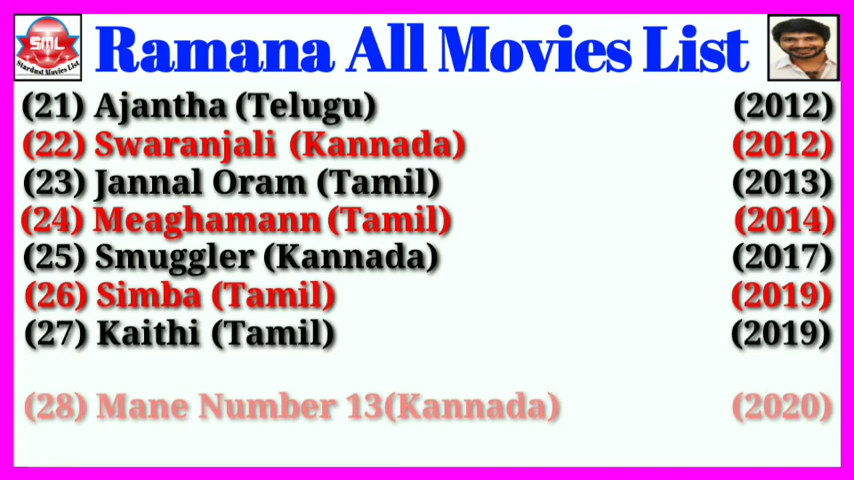 SML
Stardust Movies List
Ramana All Movies List
(21) Ajantha (Telugu) (2012)
(22) Swaranjali (Kannada) (2012)
(23) Jannal Oram (Tamil) (2013)
(24) Meaghamann (Tamil) (2014)
(25) Smuggler (Kannada) (2017)
(26) Simba (Tamil) (2019)
(27) Kaithi (Tamil) (2019)
(28) Mane Number 13(Kannada) (2020)